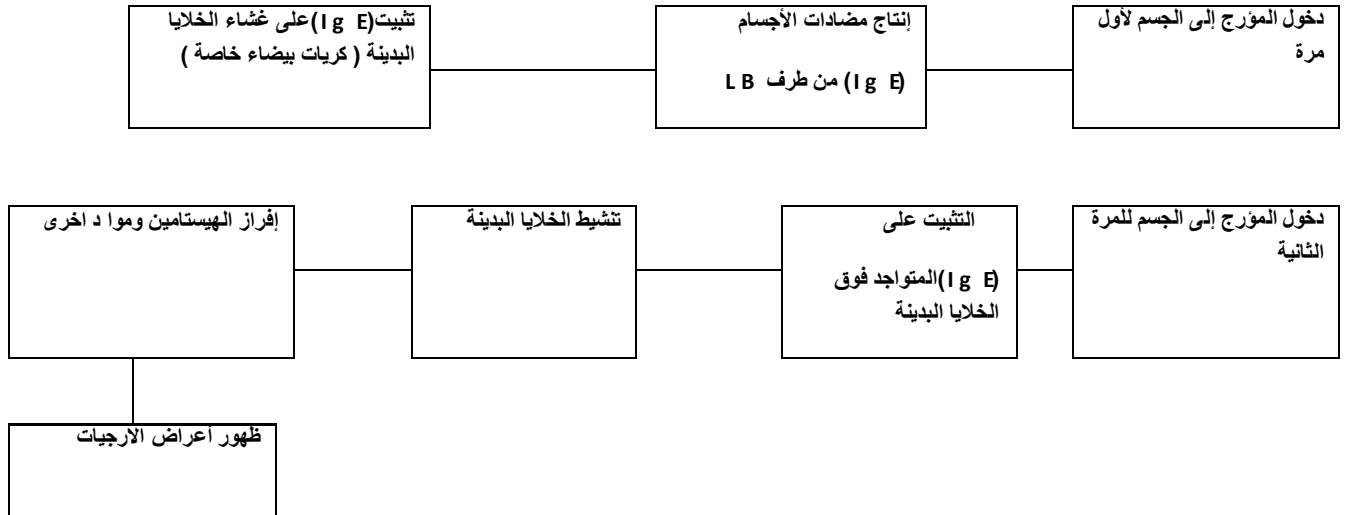 دخول المؤرج إلى الجسم لأول
مرة
إنتاج مضادات الأجسام
(I g E) من طرف L B
تثبيت(I g E)على غشاء الخلايا
البدينة ( كريات بيضاء خاصة )
دخول المؤرج إلى الجسم للمرة
الثانية
التثبيت على
(I g E)المتواجد فوق
الخلايا البدينة
تنشيط الخلايا البدينة
إفراز الهيستامين وموا د اخرى
ظهور أعراض الارجيات